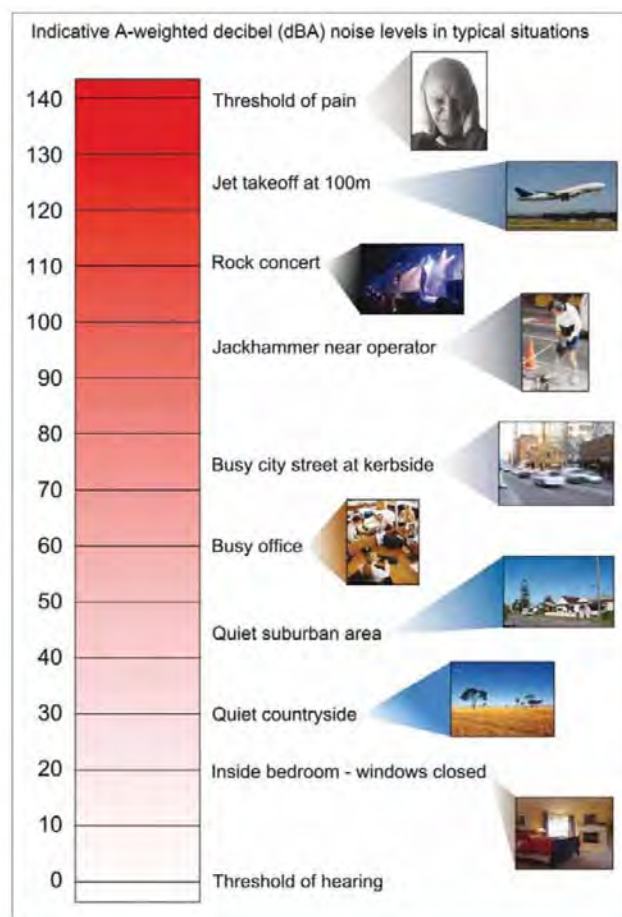 Indicative A-weighted decibel (dBA) noise levels in typical situations
140 Threshold of pain
130
Jet takeoff at 100m
120
110 Rock concert
100
Jackhammer near operator
90
80
Busy city street at kerbside
70
60 Busy office
50
Quiet suburban area
40
30 Quiet countryside
20 Inside bedroom - windows closed
10
0 Threshold of hearing